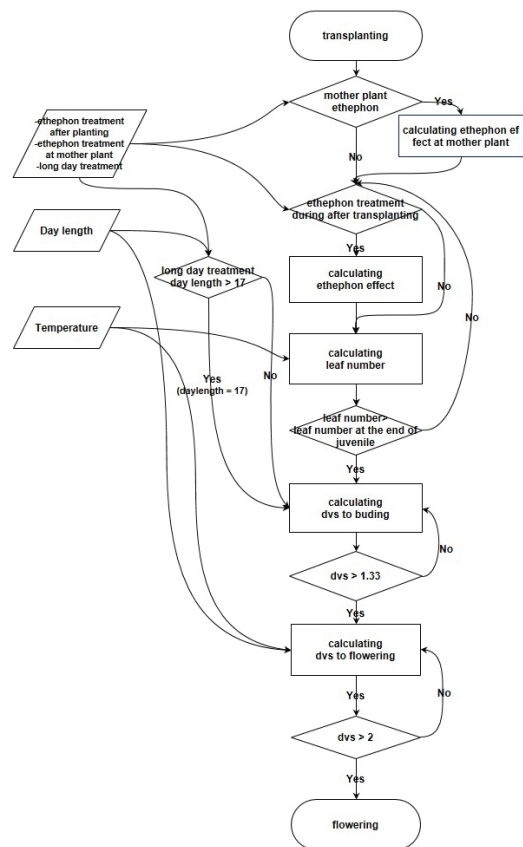 transplanting
mother plant
ethephon
Yes
calculating ethephon ef
fect at mother plant
No
-ethephon treatment
after planting
-ethephon treatment
at mother plant
-long day treatment
ethephon treatment
during after transplanting
Yes
No
Day length
long day treatment
day length > 17
calculating
ethephon effect
No
Temperature
calculating
leaf number
Yes
(daylength = 17)
No
leaf number>
leaf number at the end of
juvenile
Yes
calculating
dvs to buding
No
dvs > 1.33
Yes
calculating
dvs to flowering
Yes
No
dvs > 2
Yes
flowering